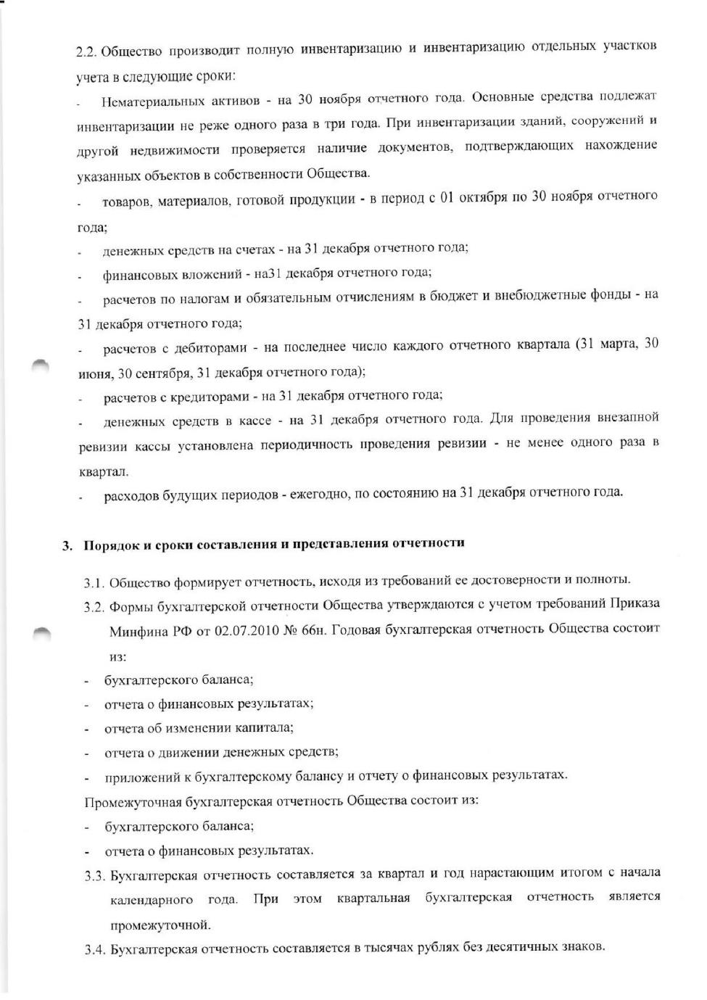 2.2. Общество производит полную инвентаризацию и инвентаризацию отдельных участков
учета в следующие сроки:
- Нематериальных активов - на 30 ноября отчетного года. Основные средства подлежат
инвентаризации не реже одного раза в три года. При инвентаризации зданий, сооружений и
другой недвижимости проверяется наличие документов, подтверждающих нахождение
указанных объектов в собственности Общества.
- товаров, материалов, готовой продукции - в период с 01 октября по 30 ноября отчетного
года;
- денежных средств на счетах - на 31 декабря отчетного года;
- финансовых вложений - на31 декабря отчетного года;
- расчетов по налогам и обязательным отчислениям в бюджет и внебюджетные фонды - на
31 декабря отчетного года;
- расчетов с дебиторами - на последнее число каждого отчетного квартала (31 марта, 30
июня, 30 сентября, 31 декабря отчетного года);
- расчетов с кредиторами - на 31 декабря отчетного года;
- денежных средств в кассе - на 31 декабря отчетного года. Для проведения внезапной
ревизии кассы установлена периодичность проведения ревизии - не менее одного раза в
квартал.
- расходов будущих периодов - ежегодно, по состоянию на 31 декабря отчетного года.
3. Порядок и сроки составления и представления отчетности
3.1. Общество формирует отчетность, исходя из требований ее достоверности и полноты.
3.2. Формы бухгалтерской отчетности Общества утверждаются с учетом требований Приказа
Минфина РФ от 02.07.2010 № 66н. Годовая бухгалтерская отчетность Общества состоит
из:
- бухгалтерского баланса;
- отчета о финансовых результатах;
- отчета об изменении капитала;
- отчета о движении денежных средств;
- приложений к бухгалтерскому балансу и отчету о финансовых результатах.
Промежуточная бухгалтерская отчетность Общества состоит из:
- бухгалтерского баланса;
- отчета о финансовых результатах.
3.3. Бухгалтерская отчетность составляется за квартал и год нарастающим итогом с начала
календарного года. При этом квартальная бухгалтерская отчетность является
промежуточной.
3.4. Бухгалтерская отчетность составляется в тысячах рублях без десятичных знаков.